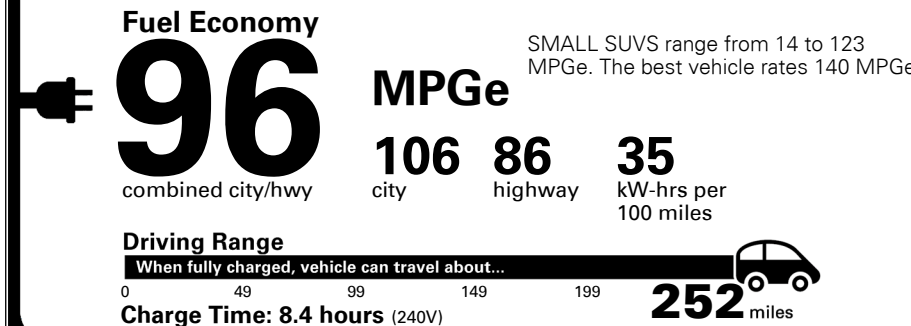 Fuel Economy
96
MPGe
SMALL SUVS range from 14 to 123
MPGe. The best vehicle rates 140 MPGe
combined city/hwy
106
city
86
highway
35
kW-hrs per
100 miles
Driving Range
When fully charged, vehicle can travel about...
0 49 99 149 199 252 miles
Charge Time: 8.4 hours (240V)